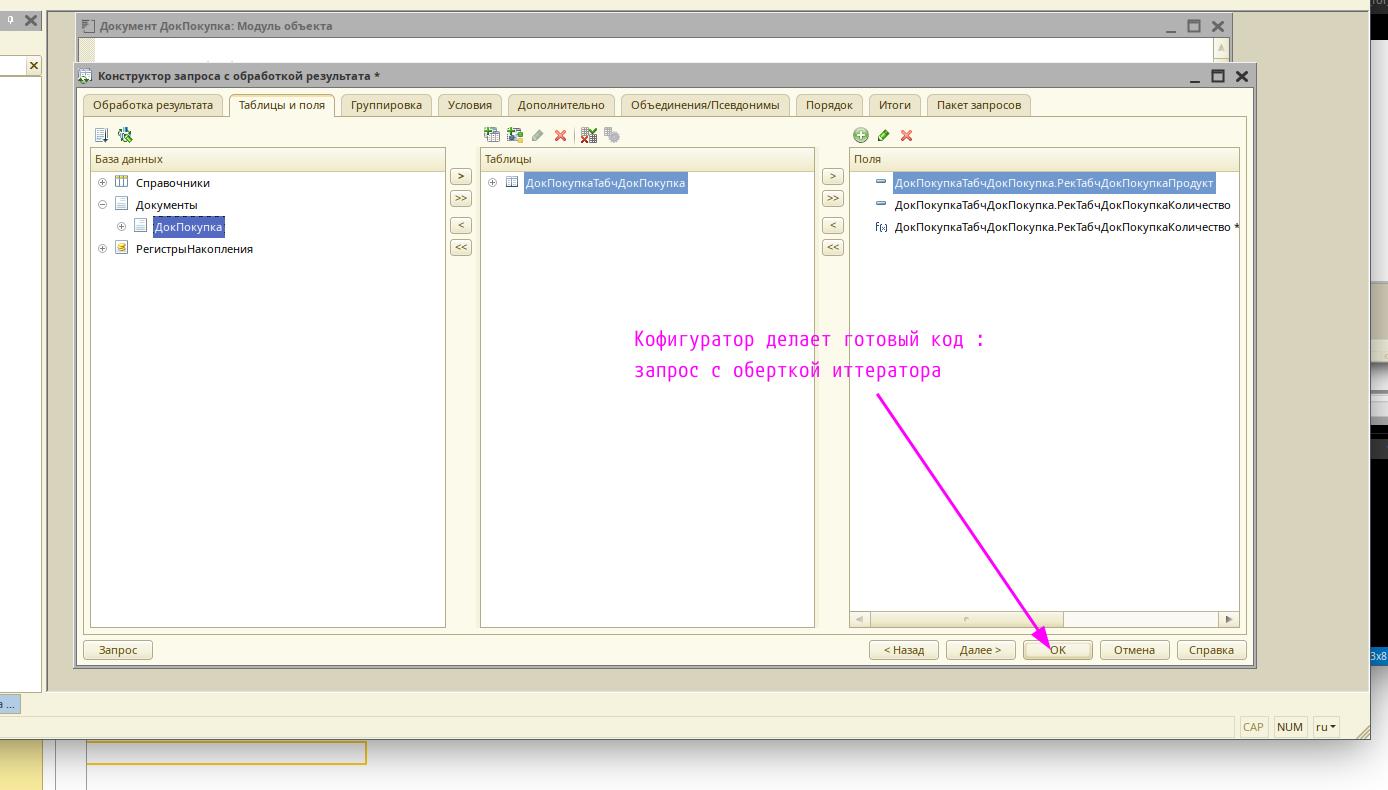 Документ ДокПокупка: Модуль объекта
Конструктор запроса с обработкой результата *
Обработка результата Таблицы и поля Группировка Условия Дополнительно Объединения/Псевдонимы Порядок Итоги Пакет запросов
База данных Таблицы Поля
Справочники ДокПокупкаТабчДокПокупка > > ДокПокупкаТабчДокПокупка.РекТабчДокПокупкаПродукт
Документы >> >> ДокПокупкаТабчДокПокупка.РекТабчДокПокупкаКоличество
ДокПокупка < < ДокПокупкаТабчДокПокупка.РекТабчДокПокупкаКоличество *
РегистрыНакопления << <<
Кофигуратор делает готовый код :
запрос с оберткой иттератора
Запрос < Назад Далее > OK Отмена Справка
а ...
3x8
CAP NUM ru